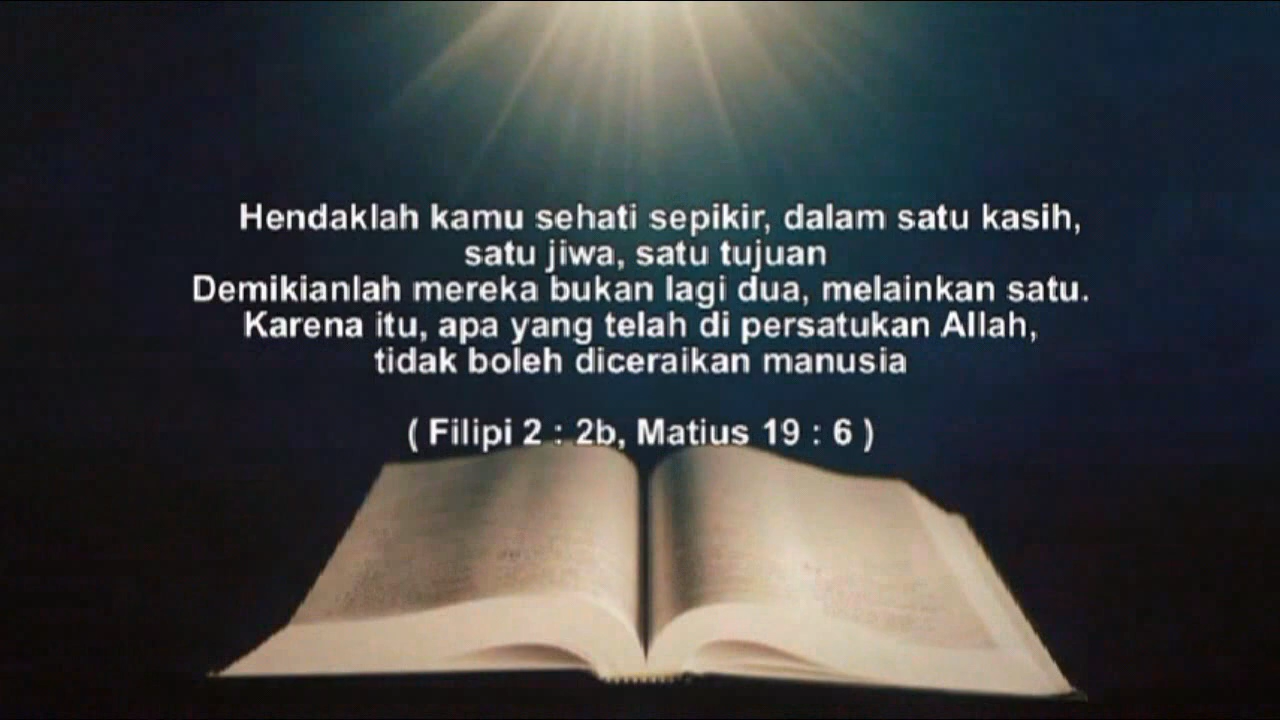 Hendaklah kamu sehati sepikir, dalam satu kasih,
satu jiwa, satu tujuan
Demikianlah mereka bukan lagi dua, melainkan satu.
Karena itu, apa yang telah di persatukan Allah,
tidak boleh diceraikan manusia
( Filipi 2 : 2b, Matius 19 : 6 )